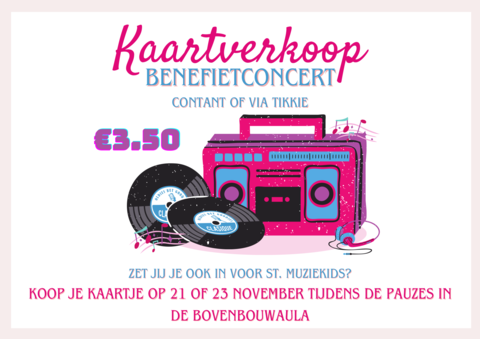 Kaartverkoop
BENEFIETCONCERT
CONTANT OF VIA TIKKIE
€3.50
ZET JIJ JE OOK IN VOOR ST. MUZIEKIDS?
KOOP JE KAARTJE OP 21 OF 23 NOVEMBER TIJDENS DE PAUZES IN
DE BOVENBOUWAULA